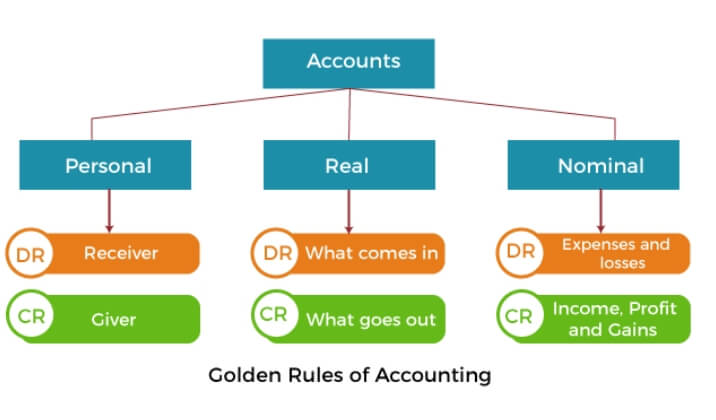 Accounts
Personal
Real
Nominal
DR Receiver
DR What comes in
DR Expenses and
losses
CR Giver
CR What goes out
CR Income, Profit
and Gains
Golden Rules of Accounting